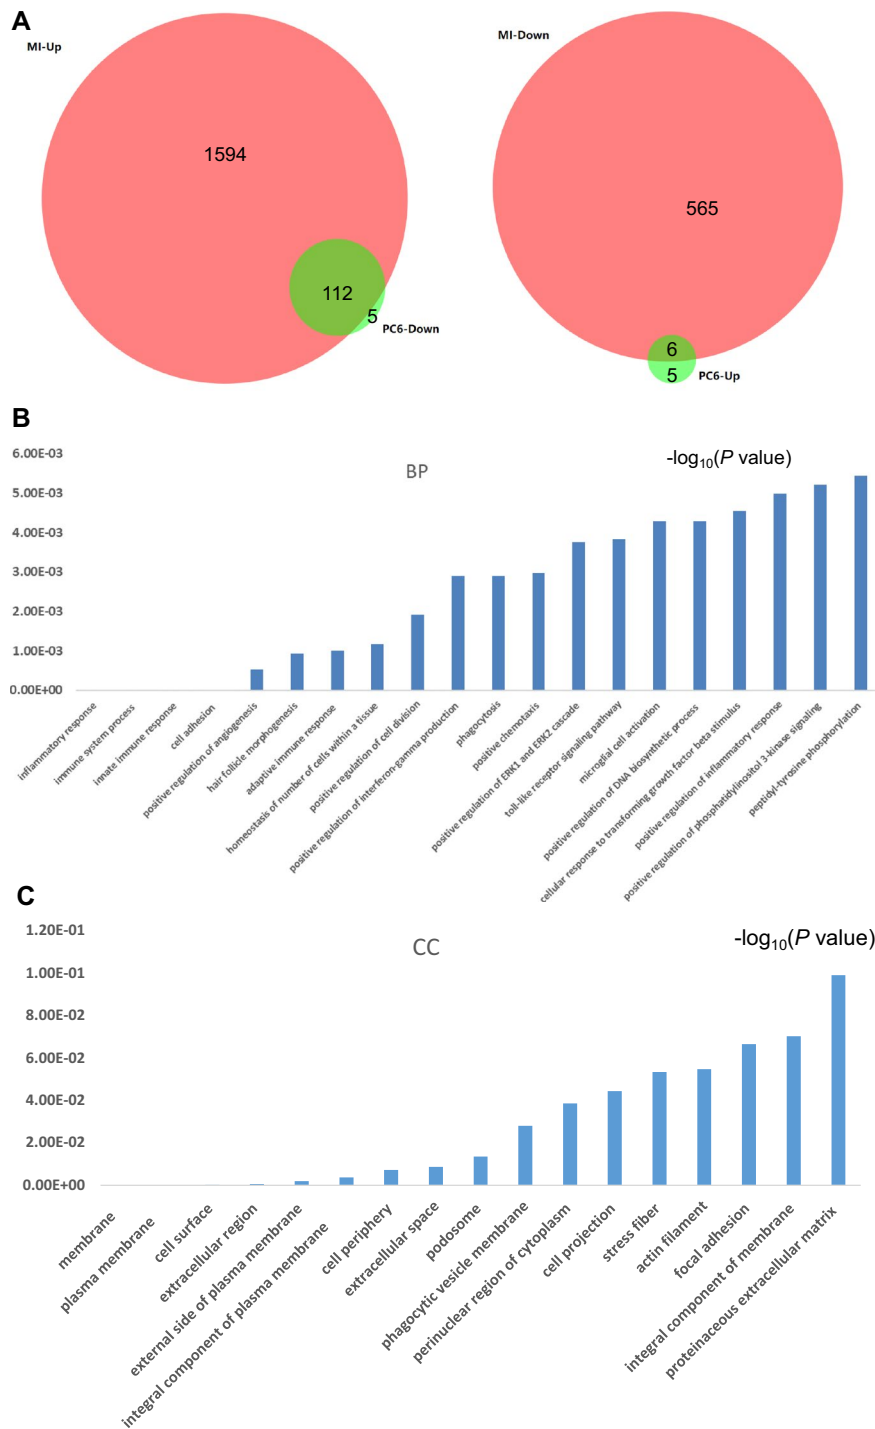 A
MI-Up
1594
112
5
PC6-Down
MI-Down
565
6
5
PC6-Up
B
BP
-log10(P value)
6.00E-03
5.00E-03
4.00E-03
3.00E-03
2.00E-03
1.00E-03
0.00E+00
inflammatory response
immune system process
innate immune response
cell adhesion
positive regulation of angiogenesis
hair follicle morphogenesis
adaptive immune response
homeostasis of number of cells within a tissue
positive regulation of cell division
positive regulation of interferon-gamma production
phagocytosis
positive chemotaxis
positive regulation of ERK1 and ERK2 cascade
toll-like receptor signaling pathway
microglial cell activation
positive regulation of DNA biosynthetic process
cellular response to transforming growth factor beta stimulus
positive regulation of inflammatory response
positive regulation of phosphatidylinositol 3-kinase signaling
peptidyl-tyrosine phosphorylation
C
CC
-log10(P value)
1.20E-01
1.00E-01
8.00E-02
6.00E-02
4.00E-02
2.00E-02
0.00E+00
membrane
plasma membrane
cell surface
extracellular region
external side of plasma membrane
integral component of plasma membrane
cell periphery
extracellular space
podosome
phagocytic vesicle membrane
perinuclear region of cytoplasm
cell projection
stress fiber
actin filament
focal adhesion
integral component of membrane
proteinaceous extracellular matrix